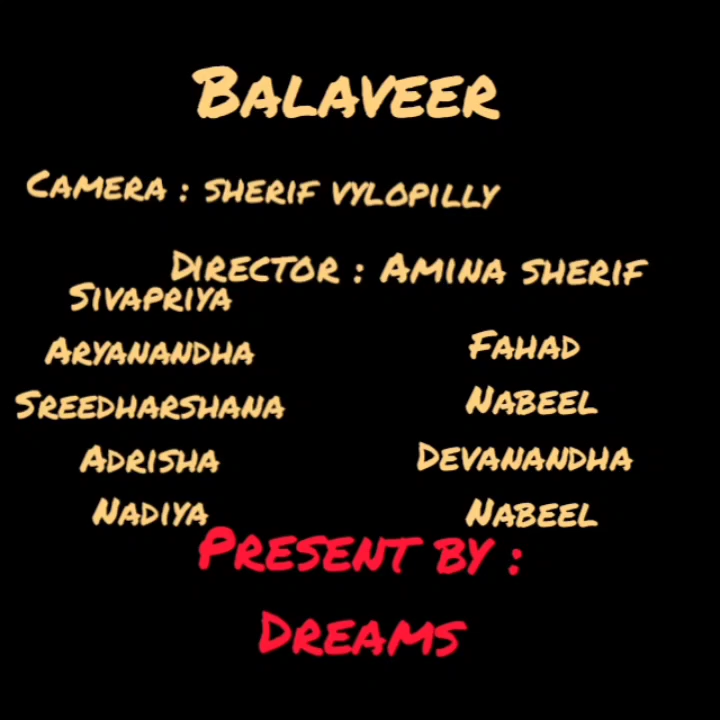 Balaveer
Camera : sherif vylopilly
Director : Amina sherif
Sivapriya
Aryanandha
Sreedharshana
Adrisha
Nadiya
Fahad
Nabeel
Devanandha
Nabeel
Present by :
Dreams